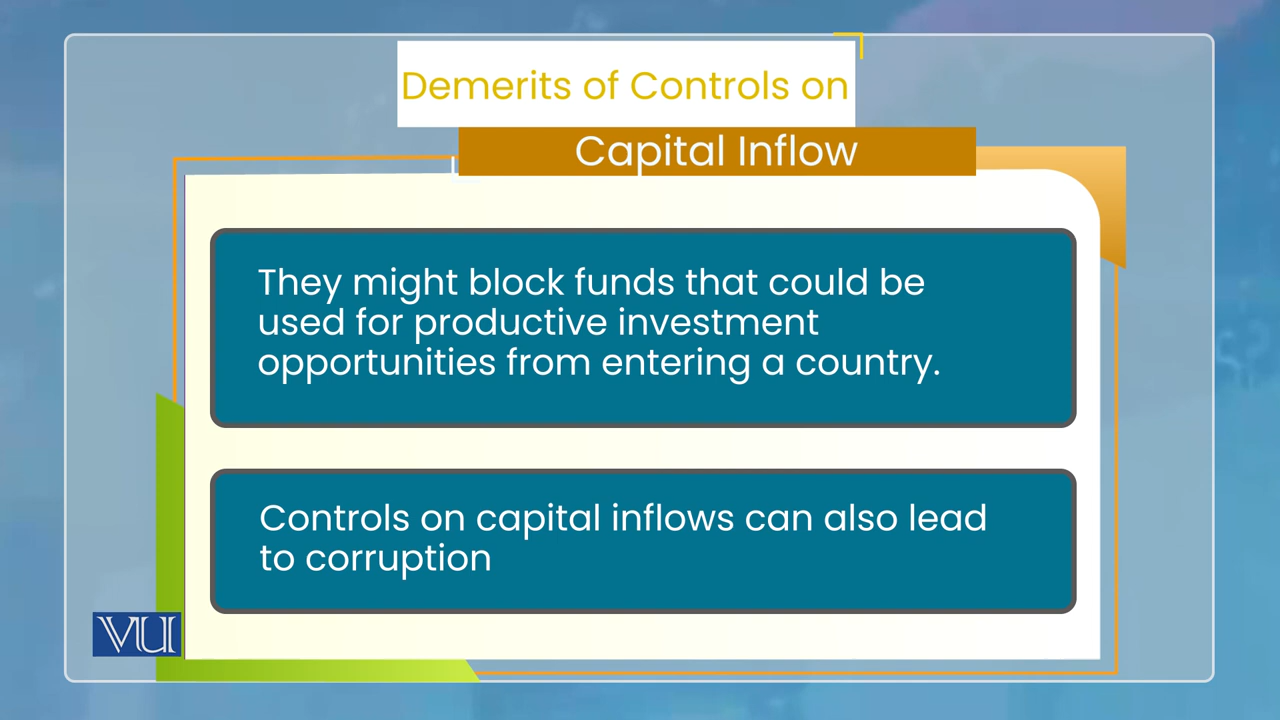 Demerits of Controls on
Capital Inflow
They might block funds that could be
used for productive investment
opportunities from entering a country.
Controls on capital inflows can also lead
to corruption
VU